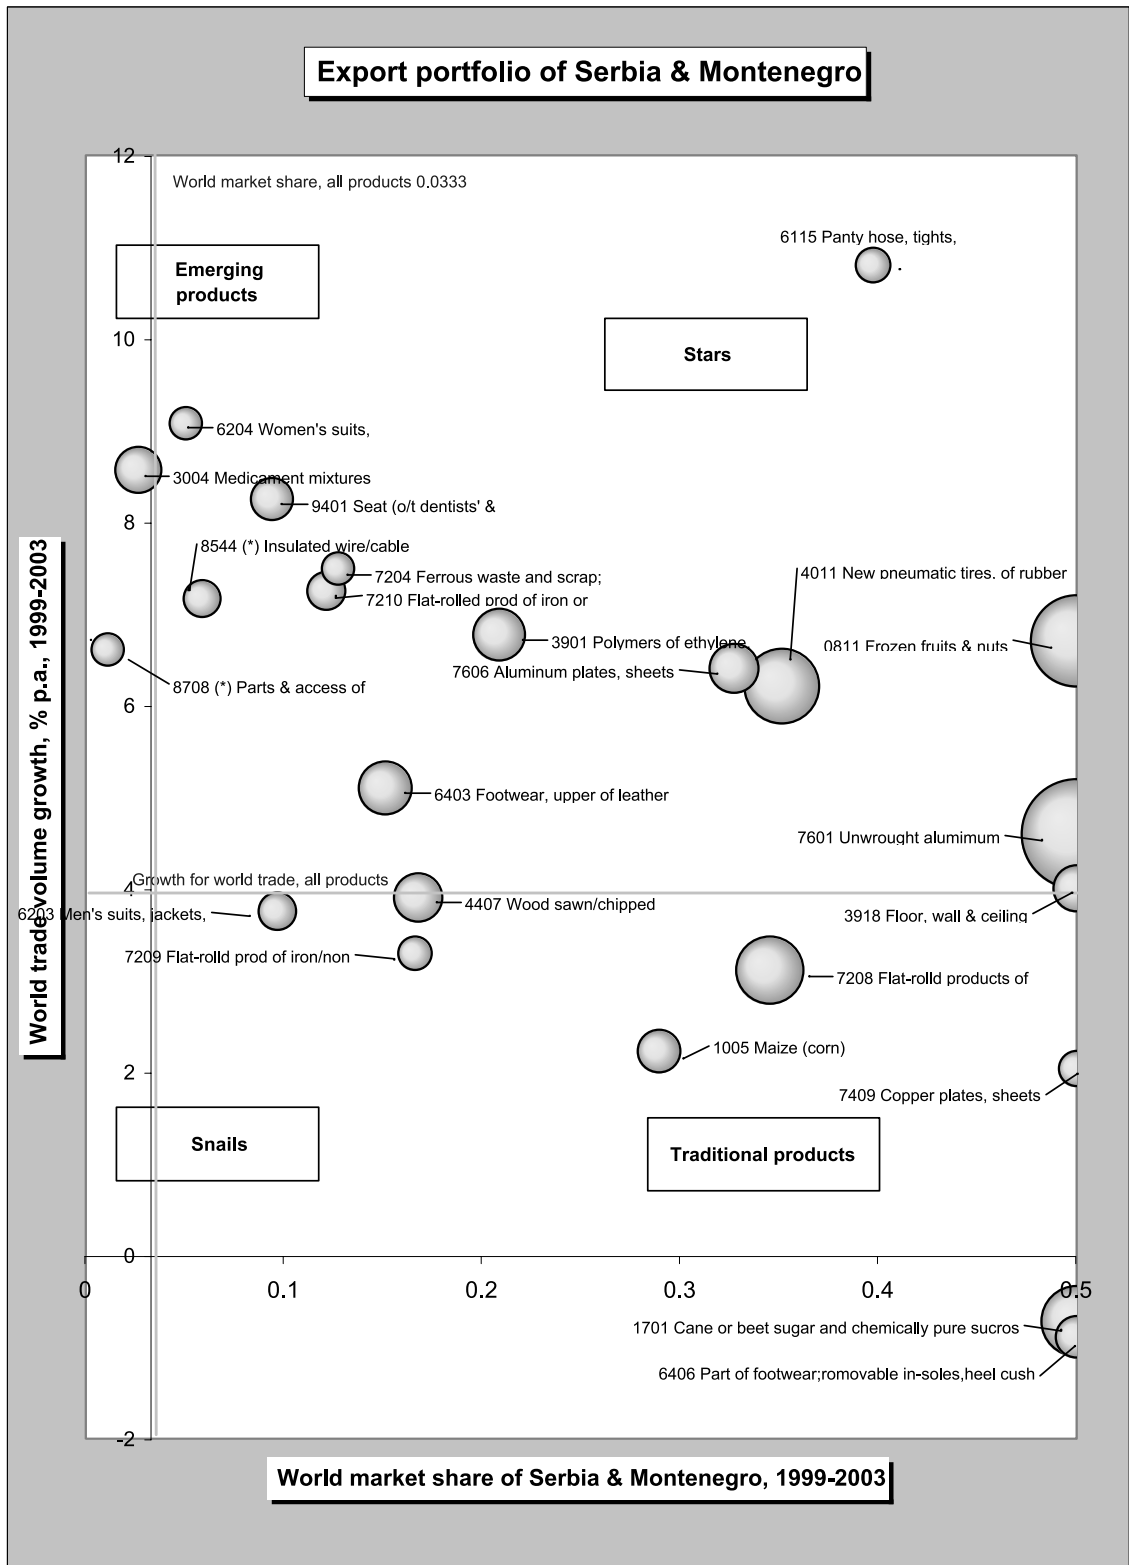 Export portfolio of Serbia & Montenegro
12
World market share, all products 0.0333
6115 Panty hose, tights,
Emerging
products
10
Stars
6204 Women's suits,
3004 Medicament mixtures
9401 Seat (o/t dentists' &
8
8544 (*) Insulated wire/cable
7204 Ferrous waste and scrap;
4011 New pneumatic tires, of rubber
7210 Flat-rolled prod of iron or
3901 Polymers of ethylene,
0811 Frozen fruits & nuts
7606 Aluminum plates, sheets
8708 (*) Parts & access of
6
6403 Footwear, upper of leather
7601 Unwrought alumimum
Growth for world trade, all products
4
4407 Wood sawn/chipped
6203 Men's suits, jackets,
3918 Floor, wall & ceiling
7209 Flat-rolld prod of iron/non
7208 Flat-rolld products of
1005 Maize (corn)
2
7409 Copper plates, sheets
Snails
Traditional products
0
0 0.1 0.2 0.3 0.4 0.5
1701 Cane or beet sugar and chemically pure sucros
6406 Part of footwear;romovable in-soles,heel cush
-2
World trade volume growth, % p.a., 1999-2003
World market share of Serbia & Montenegro, 1999-2003